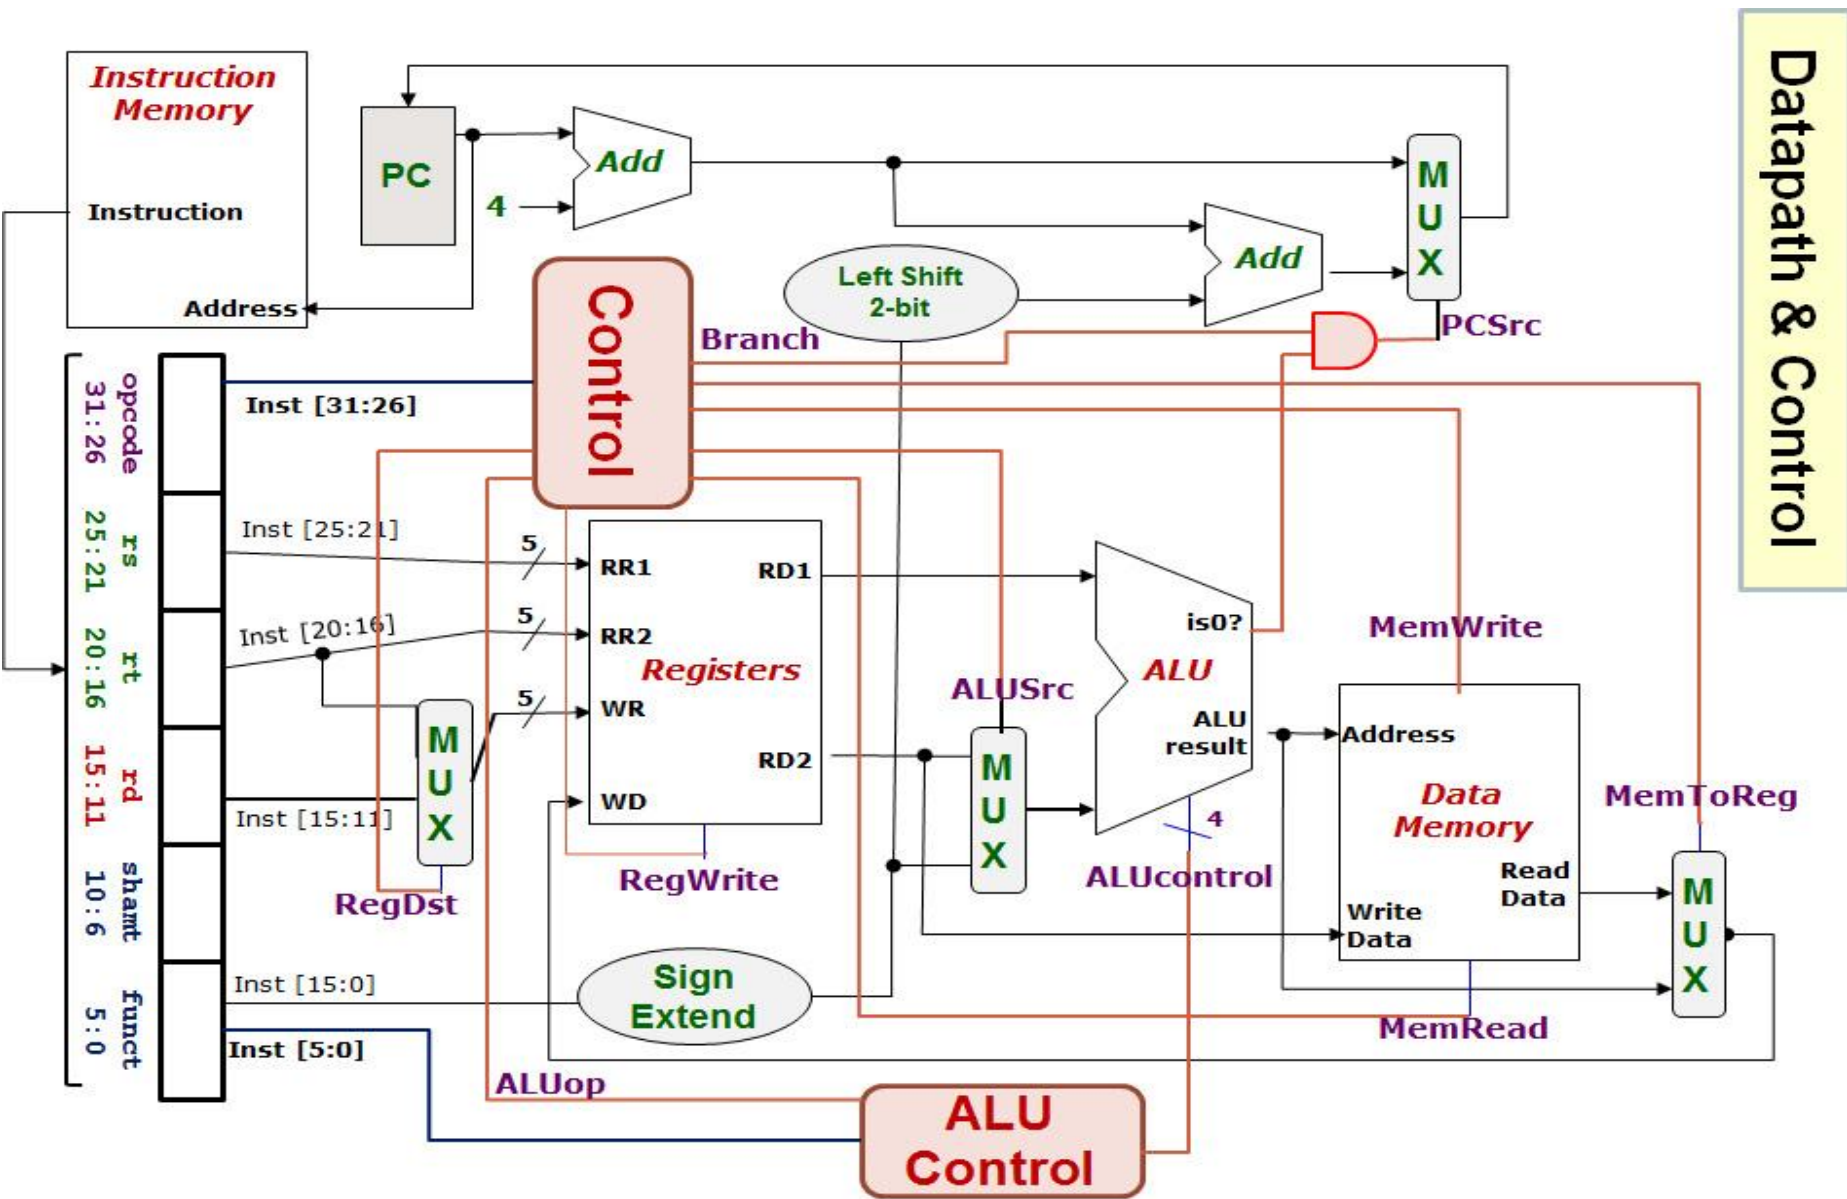 Datapath & Control
Instruction
Memory
Instruction
Address
PC
4
Add
Add
M
U
X
Left Shift
2-bit
Control
Branch
PCSrc
opcode
31:26
Inst [31:26]
rs
25:21
Inst [25:21]
5
rt
20:16
Inst [20:16]
5
rd
15:11
Inst [15:11]
5
shamt
10:6
funct
5:0
Inst [15:0]
Inst [5:0]
M
U
X
RegDst
RR1
RR2
WR
WD
RD1
RD2
Registers
RegWrite
Sign
Extend
ALUSrc
M
U
X
is0?
ALU
ALU
result
4
ALUcontrol
MemWrite
Address
Data
Memory
Read
Data
Write
Data
MemRead
MemToReg
M
U
X
ALUop
ALU
Control